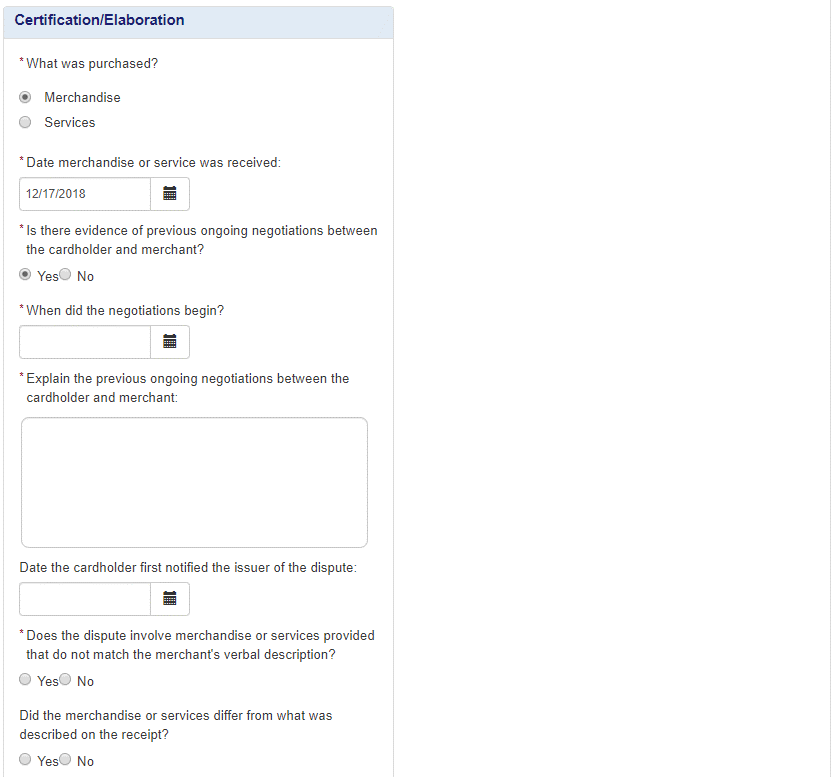 Certification/Elaboration
* What was purchased?
Merchandise
Services
* Date merchandise or service was received:
12/17/2018
* Is there evidence of previous ongoing negotiations between
the cardholder and merchant?
Yes No
* When did the negotiations begin?
* Explain the previous ongoing negotiations between the
cardholder and merchant:
Date the cardholder first notified the issuer of the dispute:
* Does the dispute involve merchandise or services provided
that do not match the merchant's verbal description?
Yes No
Did the merchandise or services differ from what was
described on the receipt?
Yes No